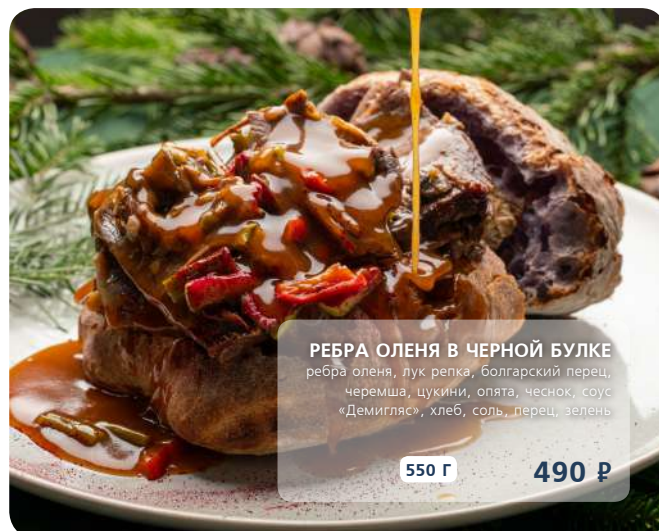 РЕБРА ОЛЕНЯ В ЧЕРНОЙ БУЛКЕ
ребра оленя, лук репка, болгарский перец,
черемша, цукини, опята, чеснок, соус
«Демигляс», хлеб, соль, перец, зелень
550 Г 490 ₽